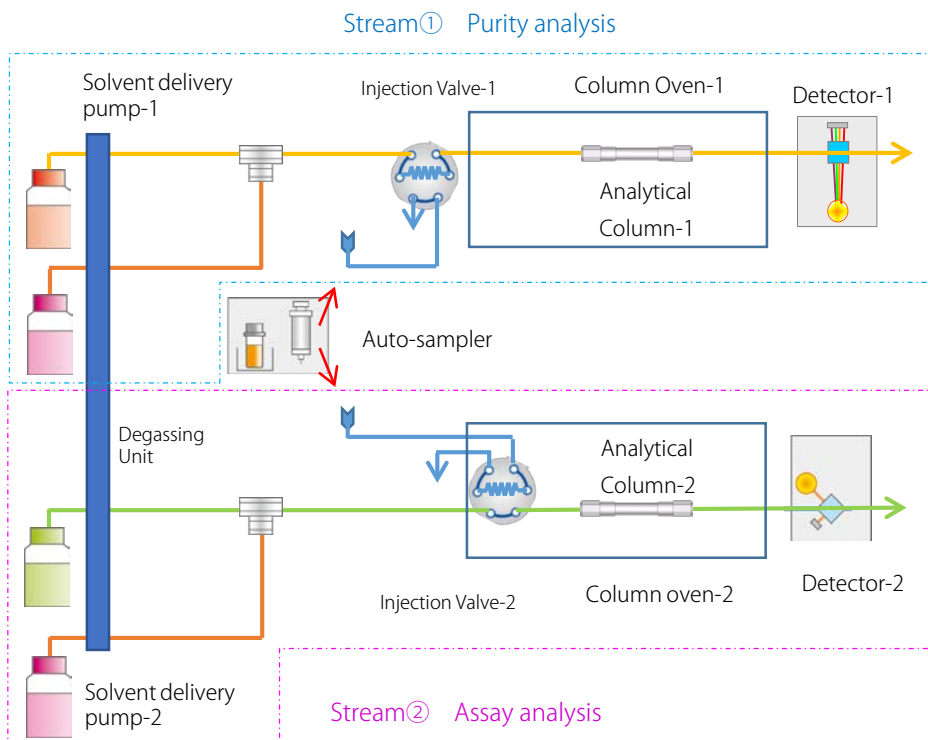 Stream① Purity analysis
Solvent delivery
pump-1
Injection Valve-1
Column Oven-1
Detector-1
Analytical
Column-1
Auto-sampler
Degassing
Unit
Analytical
Column-2
Injection Valve-2
Column oven-2
Detector-2
Solvent delivery
pump-2
Stream② Assay analysis